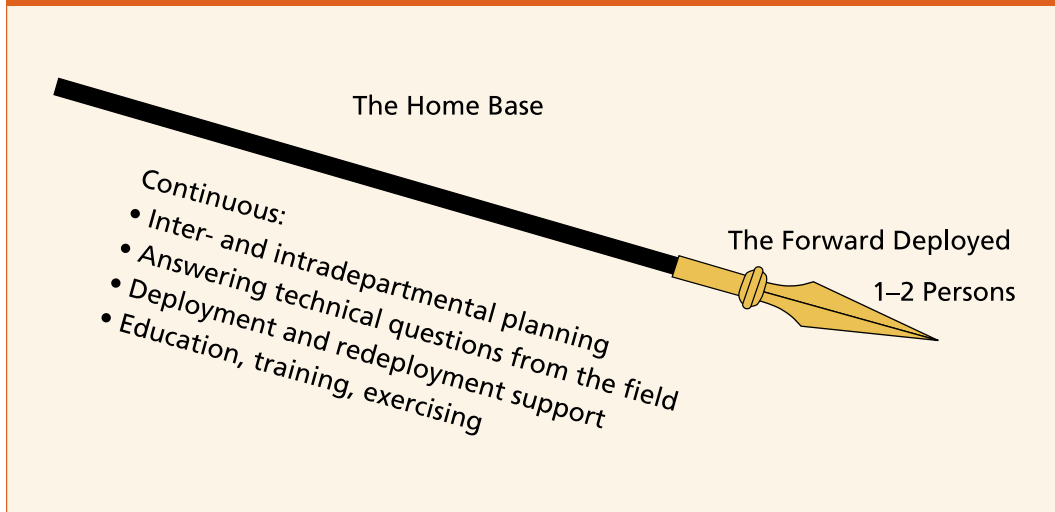 The Home Base
Continuous:
• Inter- and intradepartmental planning
• Answering technical questions from the field
• Deployment and redeployment support
• Education, training, exercising
The Forward Deployed
1–2 Persons